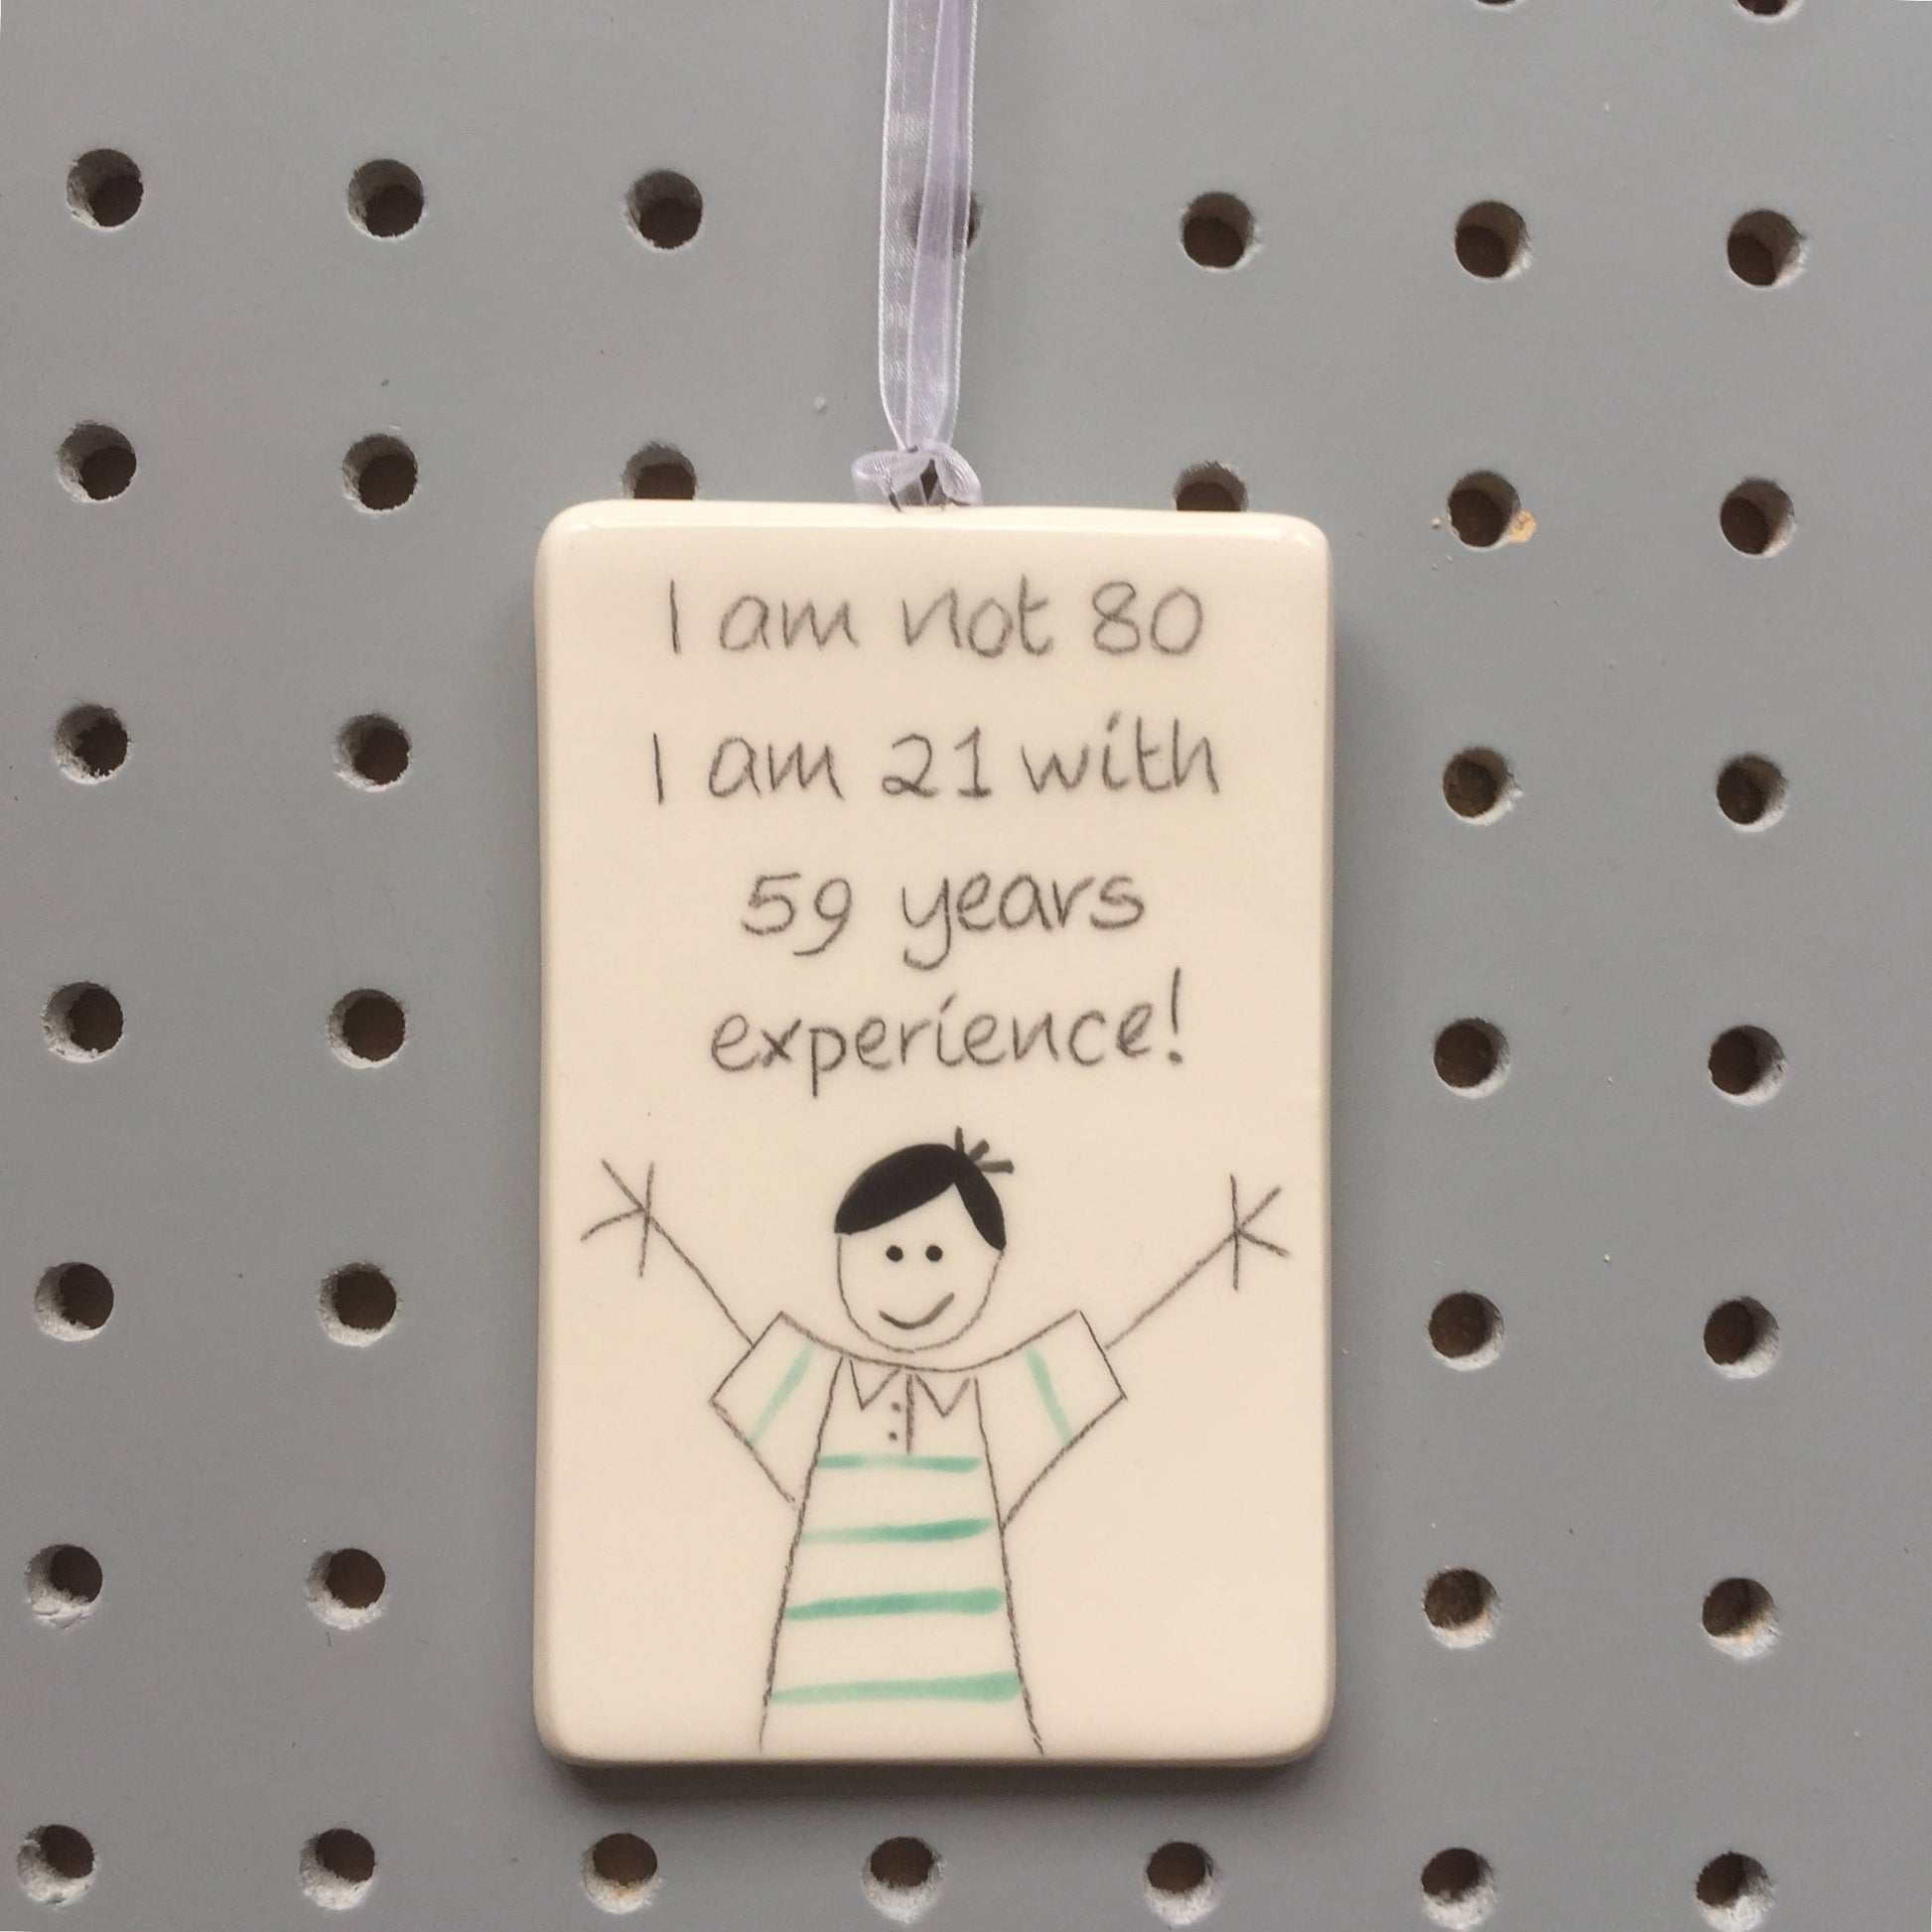 I am not 80
I am 21 with
59 years
experience!